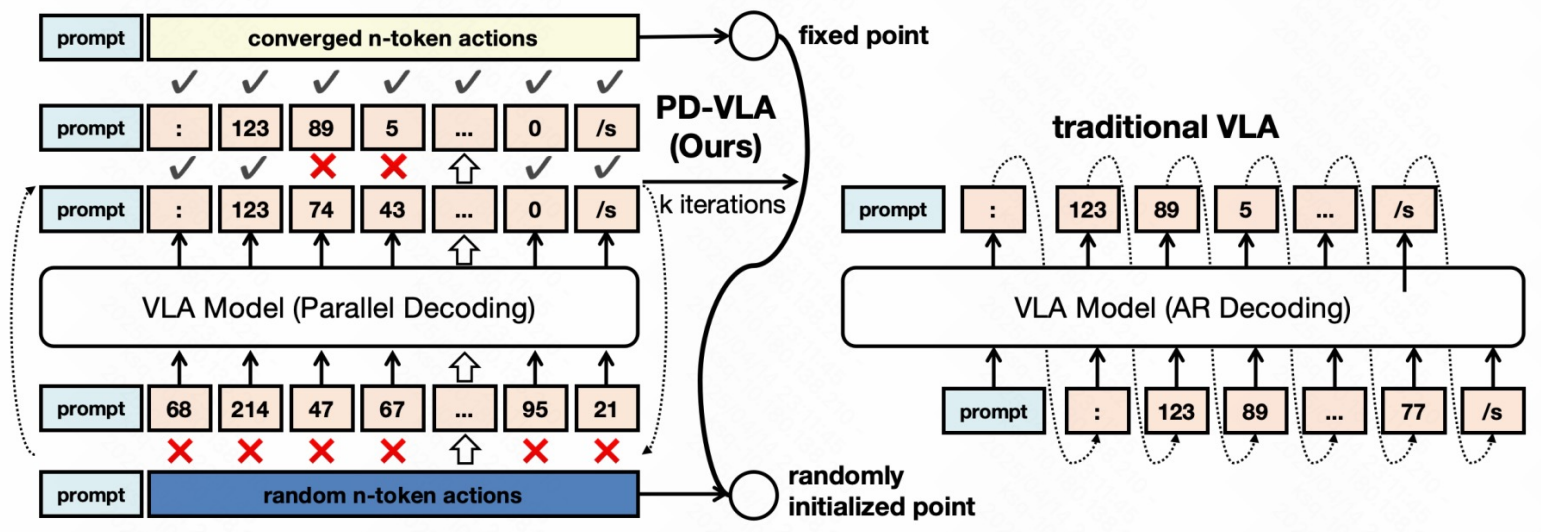 prompt converged n-token actions
fixed point
prompt : 123 89 5 ... 0 /s
PD-VLA
(Ours)
prompt : 123 74 43 ... 0 /s
k iterations
VLA Model (Parallel Decoding)
prompt 68 214 47 67 ... 95 21
prompt random n-token actions
randomly
initialized point
traditional VLA
prompt : 123 89 5 ... /s
VLA Model (AR Decoding)
prompt : 123 89 ... 77 /s